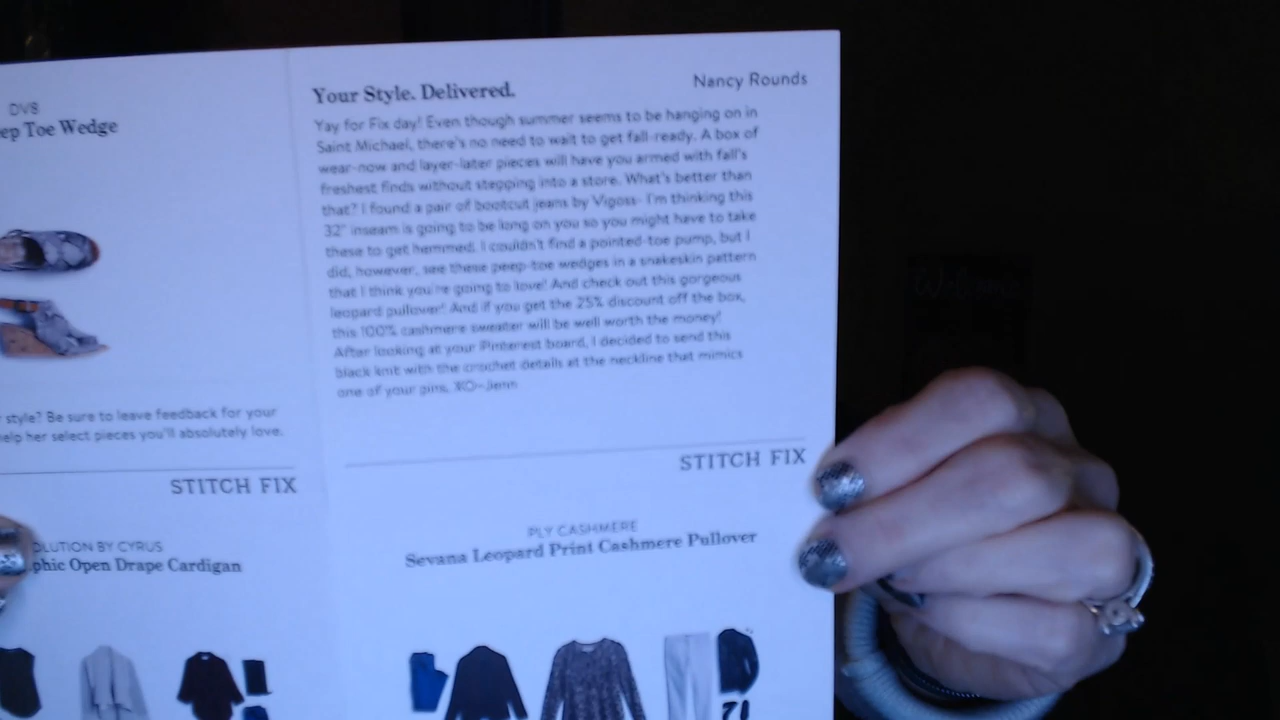 DV8
ep Toe Wedge
style? Be sure to leave feedback for your
elp her select pieces you'll absolutely love.
STITCH FIX
OLUTION BY CYRUS
phic Open Drape Cardigan
Your Style. Delivered.
Nancy Rounds
Yay for Fix day! Even though summer seems to be hanging on in
Saint Michael, there's no need to wait to get fall-ready. A box of
wear-now and layer-later pieces will have you armed with fall's
freshest finds without stepping into a store. What's better than
that? I found a pair of bootcut jeans by Vigoss- I'm thinking this
32" inseam is going to be long on you so you might have to take
these to get hemmed. I couldn't find a pointed-toe pump, but I
did, however, see these peep-toe wedges in a snakeskin pattern
that I think you're going to love! And check out this gorgeous
leopard pullover! And if you get the 25% discount off the box,
this 100% cashmere sweater will be well worth the money!
After looking at your Pinterest board, I decided to send this
black knit with the crochet details at the neckline that mimics
one of your pins. XO-Jenn
STITCH FIX
PLY CASHMERE
Sevana Leopard Print Cashmere Pullover